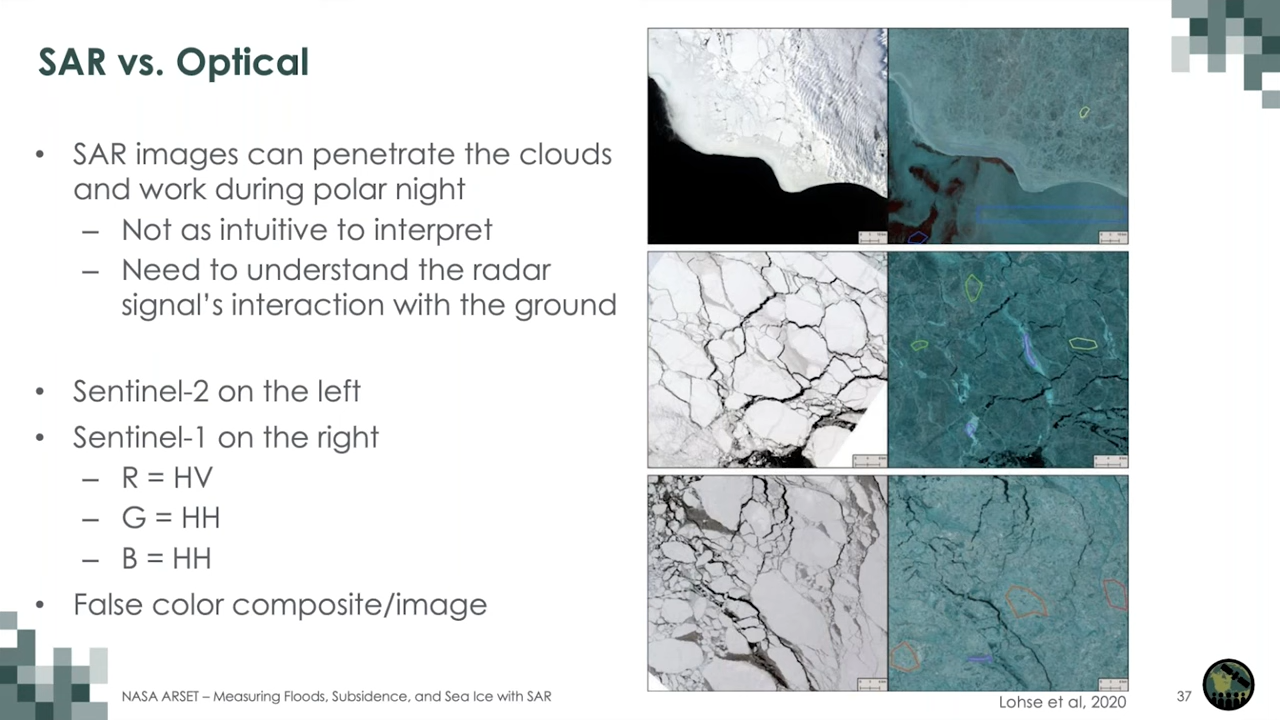 SAR vs. Optical
• SAR images can penetrate the clouds
and work during polar night
– Not as intuitive to interpret
– Need to understand the radar
signal's interaction with the ground
• Sentinel-2 on the left
• Sentinel-1 on the right
– R = HV
– G = HH
– B = HH
• False color composite/image
NASA ARSET – Measuring Floods, Subsidence, and Sea Ice with SAR
Lohse et al, 2020
37